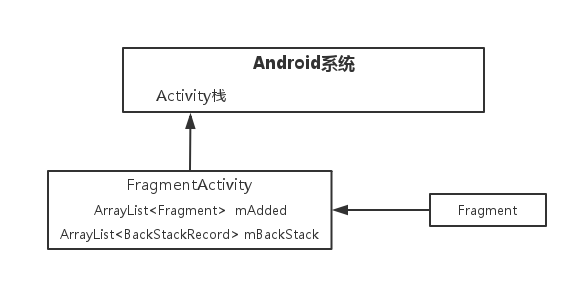 Android系统
Activity栈
FragmentActivity
ArrayList<Fragment> mAdded
ArrayList<BackStackRecord> mBackStack
Fragment